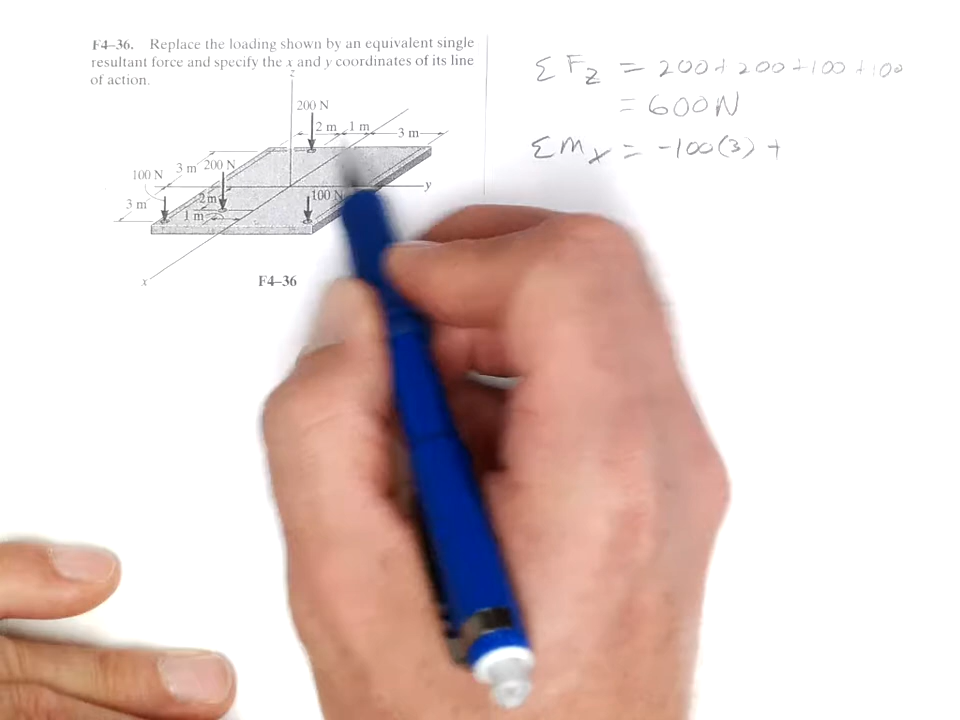 F4–36. Replace the loading shown by an equivalent single
resultant force and specify the x and y coordinates of its line
of action.
z
200 N
2 m 1 m 3 m
3 m 200 N
100 N
y
3 m 2 m 100 N
1 m
x
F4–36
Σ Fz = 200 + 200 + 100 + 100
= 600 N
Σ Mx = -100(3) +